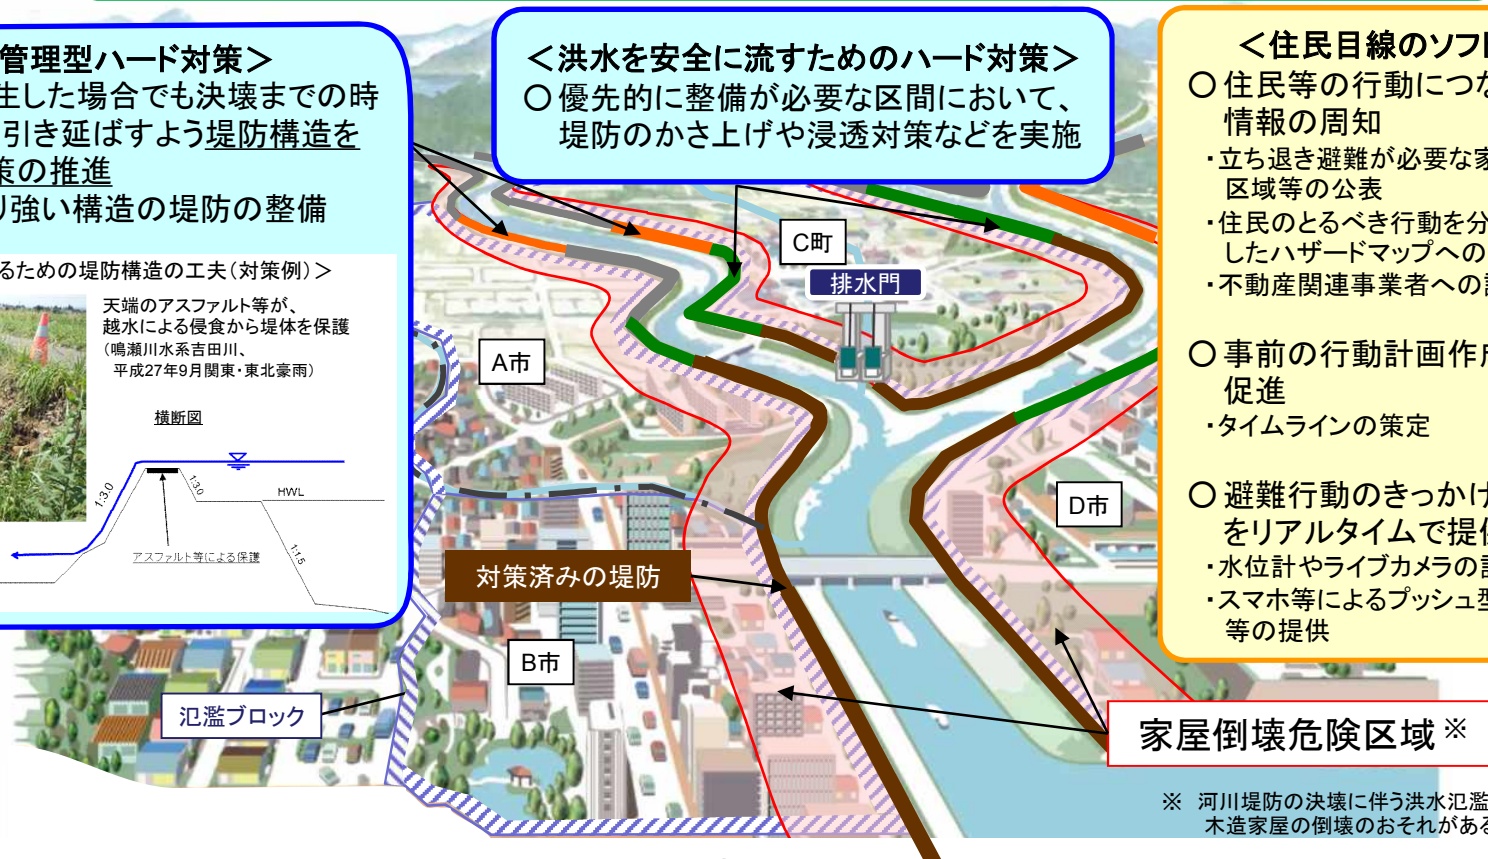 管理型ハード対策＞
生した場合でも決壊までの時
引き延ばすよう堤防構造を
策の推進
り強い構造の堤防の整備
るための堤防構造の工夫(対策例)＞
天端のアスファルト等が、
越水による侵食から堤体を保護
(鳴瀬川水系吉田川、
平成27年9月関東・東北豪雨)
横断図
1:3.0
1:3.0
HWL
1:1.5
アスファルト等による保護
＜洪水を安全に流すためのハード対策＞
〇優先的に整備が必要な区間において、
堤防のかさ上げや浸透対策などを実施
C町
排水門
A市
D市
対策済みの堤防
B市
氾濫ブロック
＜住民目線のソフ
〇住民等の行動につな
情報の周知
・立ち退き避難が必要な家
区域等の公表
・住民のとるべき行動を分
したハザードマップへの
・不動産関連事業者への
〇事前の行動計画作成
促進
・タイムラインの策定
〇避難行動のきっかけ
をリアルタイムで提供
・水位計やライブカメラの
・スマホ等によるプッシュ型
等の提供
家屋倒壊危険区域※
※ 河川堤防の決壊に伴う洪水氾濫
木造家屋の倒壊のおそれがある